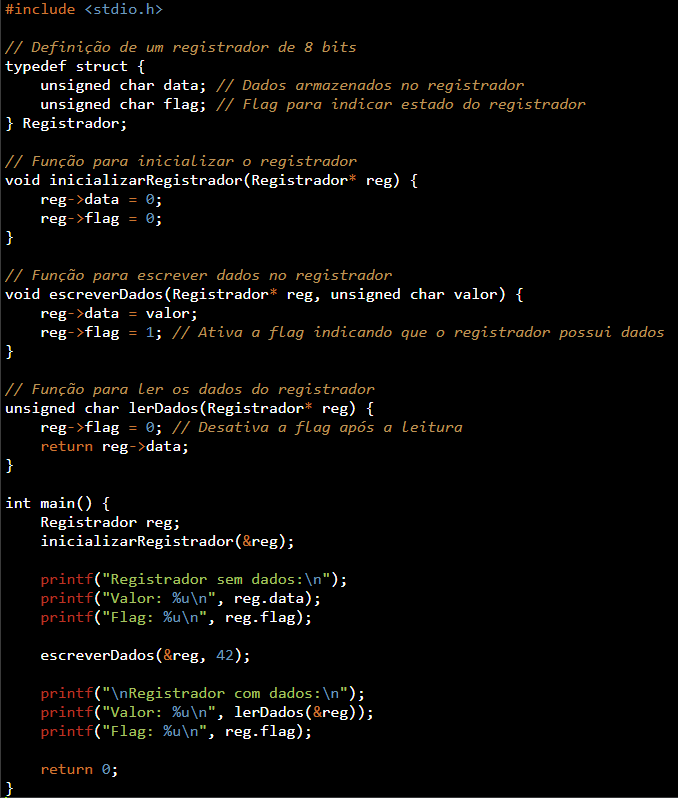 #include <stdio.h>
// Definição de um registrador de 8 bits
typedef struct {
    unsigned char data; // Dados armazenados no registrador
    unsigned char flag; // Flag para indicar estado do registrador
} Registrador;
// Função para inicializar o registrador
void inicializarRegistrador(Registrador* reg) {
    reg->data = 0;
    reg->flag = 0;
}
// Função para escrever dados no registrador
void escreverDados(Registrador* reg, unsigned char valor) {
    reg->data = valor;
    reg->flag = 1; // Ativa a flag indicando que o registrador possui dados
}
// Função para ler os dados do registrador
unsigned char lerDados(Registrador* reg) {
    reg->flag = 0; // Desativa a flag após a leitura
    return reg->data;
}
int main() {
    Registrador reg;
    inicializarRegistrador(&reg);
    printf("Registrador sem dados:\n");
    printf("Valor: %u\n", reg.data);
    printf("Flag: %u\n", reg.flag);
    escreverDados(&reg, 42);
    printf("\nRegistrador com dados:\n");
    printf("Valor: %u\n", lerDados(&reg));
    printf("Flag: %u\n", reg.flag);
    return 0;
}